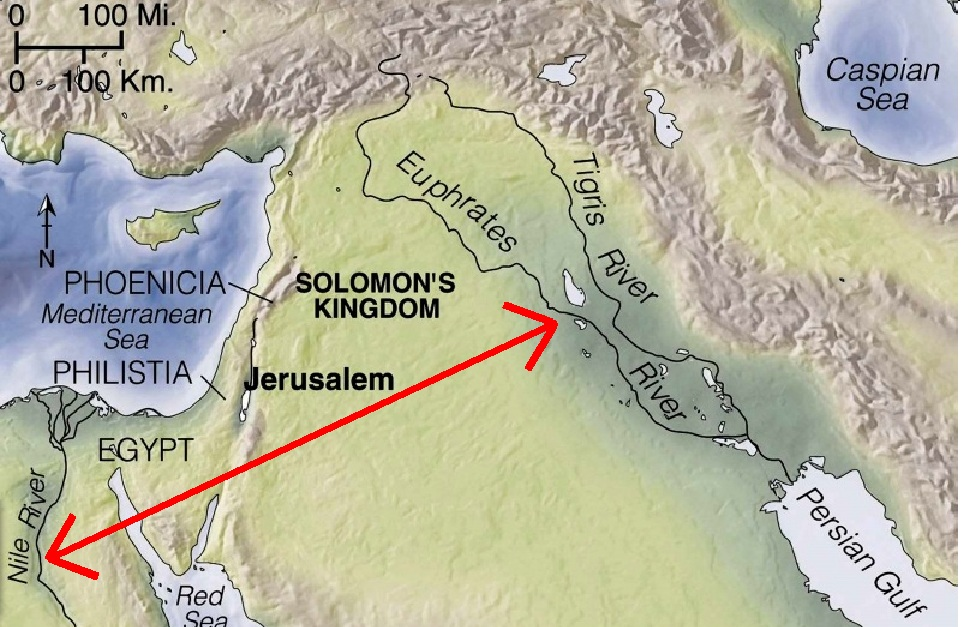 0 100 Mi.
0 100 Km.
Caspian
Sea
Euphrates
Tigris
River
N
PHOENICIA
SOLOMON'S
KINGDOM
Mediterranean
Sea
PHILISTIA
Jerusalem
River
EGYPT
Nile River
Persian Gulf
Red
Sea